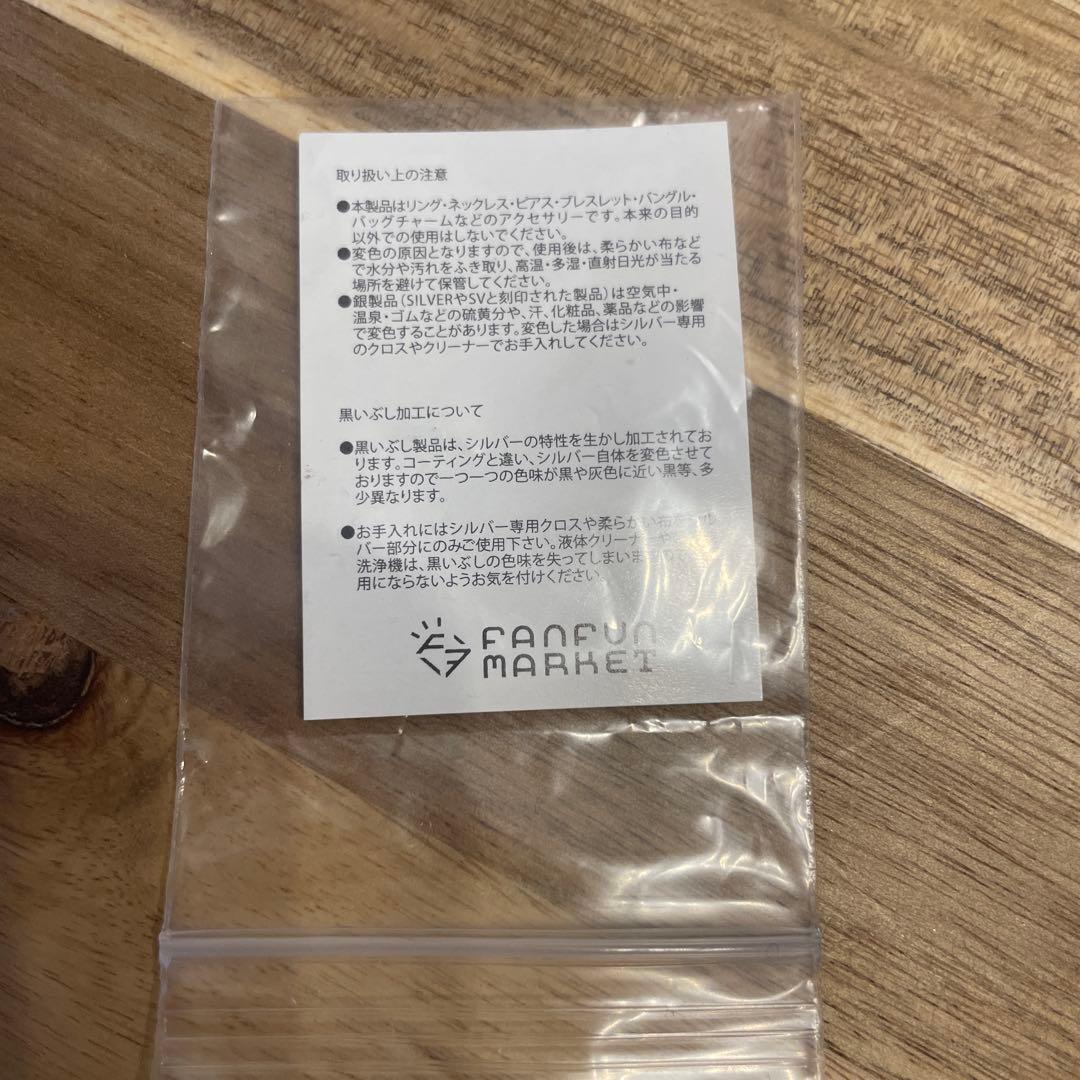 取り扱い上の注意
●本製品はリング・ネックレス・ピアス・ブレスレット・バングル・
バッグチャームなどのアクセサリーです。本来の目的
以外での使用はしないでください。
●変色の原因となりますので、使用後は、柔らかい布など
で水分や汚れをふき取り、高温・多湿・直射日光が当たる
場所を避けて保管してください。
●銀製品(SILVERやSVと刻印された製品)は空気中・
温泉・ゴムなどの硫黄分や、汗、化粧品、薬品などの影響
で変色することがあります。変色した場合はシルバー専用
のクロスやクリーナーでお手入れしてください。
黒いぶし加工について
●黒いぶし製品は、シルバーの特性を生かし加工されてお
ります。コーティングと違い、シルバー自体を変色させて
おりますので一つ一つの色味が黒や灰色に近い黒等、多
少異なります。
●お手入れにはシルバー専用クロスや柔らかい布をシル
バー部分にのみご使用下さい。液体クリーナーや
洗浄機は、黒いぶしの色味を失ってしまいますので
用にならないようお気を付けください。
FANFUN
MARKET